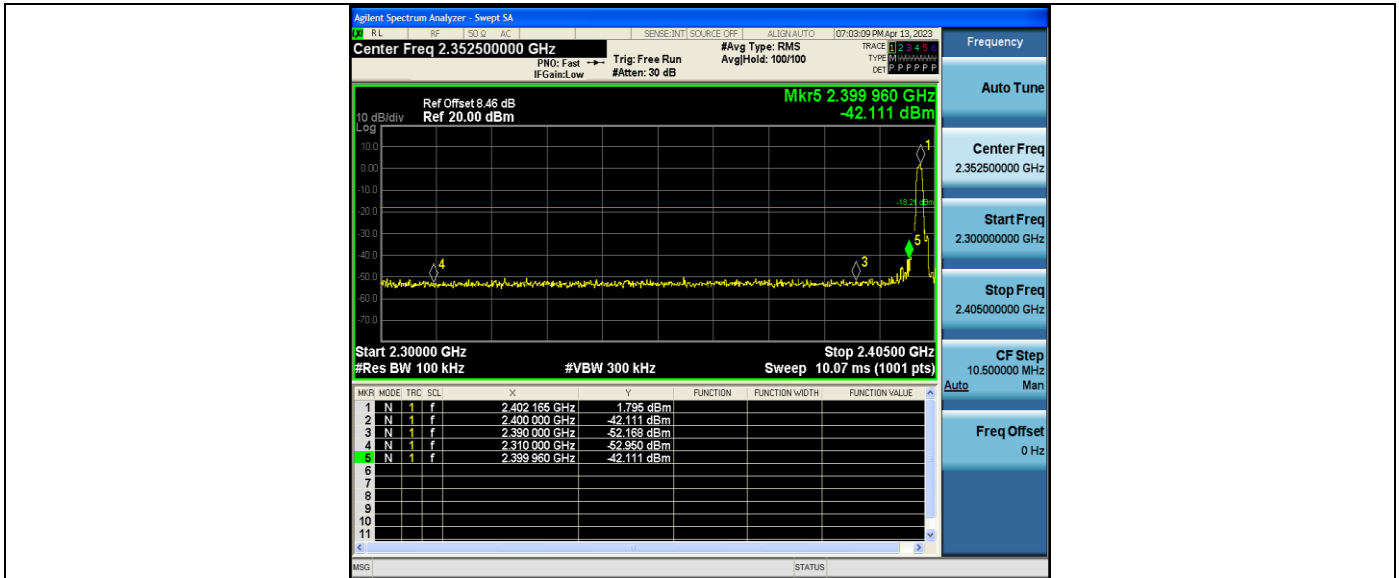 Agilent Spectrum Analyzer - Swept SA
RL RF 50 Ω AC SENSE:INT SOURCE OFF ALIGNAUTO 07:03:09 PM Apr 13, 2023
Center Freq 2.352500000 GHz
PNO: Fast
IFGain:Low
Trig: Free Run
#Atten: 30 dB
#Avg Type: RMS
Avg|Hold: 100/100
TRACE 1 2 3 4 5 6
TYPE M
DET P P P P P P
Mkr5 2.399 960 GHz
-42.111 dBm
Ref Offset 8.46 dB
10 dB/div Ref 20.00 dBm
Log
10.0
0.00
-10.0
-20.0
-30.0
-40.0
-50.0
-60.0
-70.0
1
-18.21 dBm
5
4
3
Start 2.30000 GHz Stop 2.40500 GHz
#Res BW 100 kHz #VBW 300 kHz Sweep 10.07 ms (1001 pts)
MKR MODE TRC SCL X Y FUNCTION FUNCTION WIDTH FUNCTION VALUE
1 N 1 f 2.402 165 GHz 1.795 dBm
2 N 1 f 2.400 000 GHz -42.111 dBm
3 N 1 f 2.390 000 GHz -52.168 dBm
4 N 1 f 2.310 000 GHz -52.950 dBm
5 N 1 f 2.399 960 GHz -42.111 dBm
6
7
8
9
10
11
MSG STATUS
Frequency
Auto Tune
Center Freq
2.352500000 GHz
Start Freq
2.300000000 GHz
Stop Freq
2.405000000 GHz
CF Step
10.500000 MHz
Auto Man
Freq Offset
0 Hz